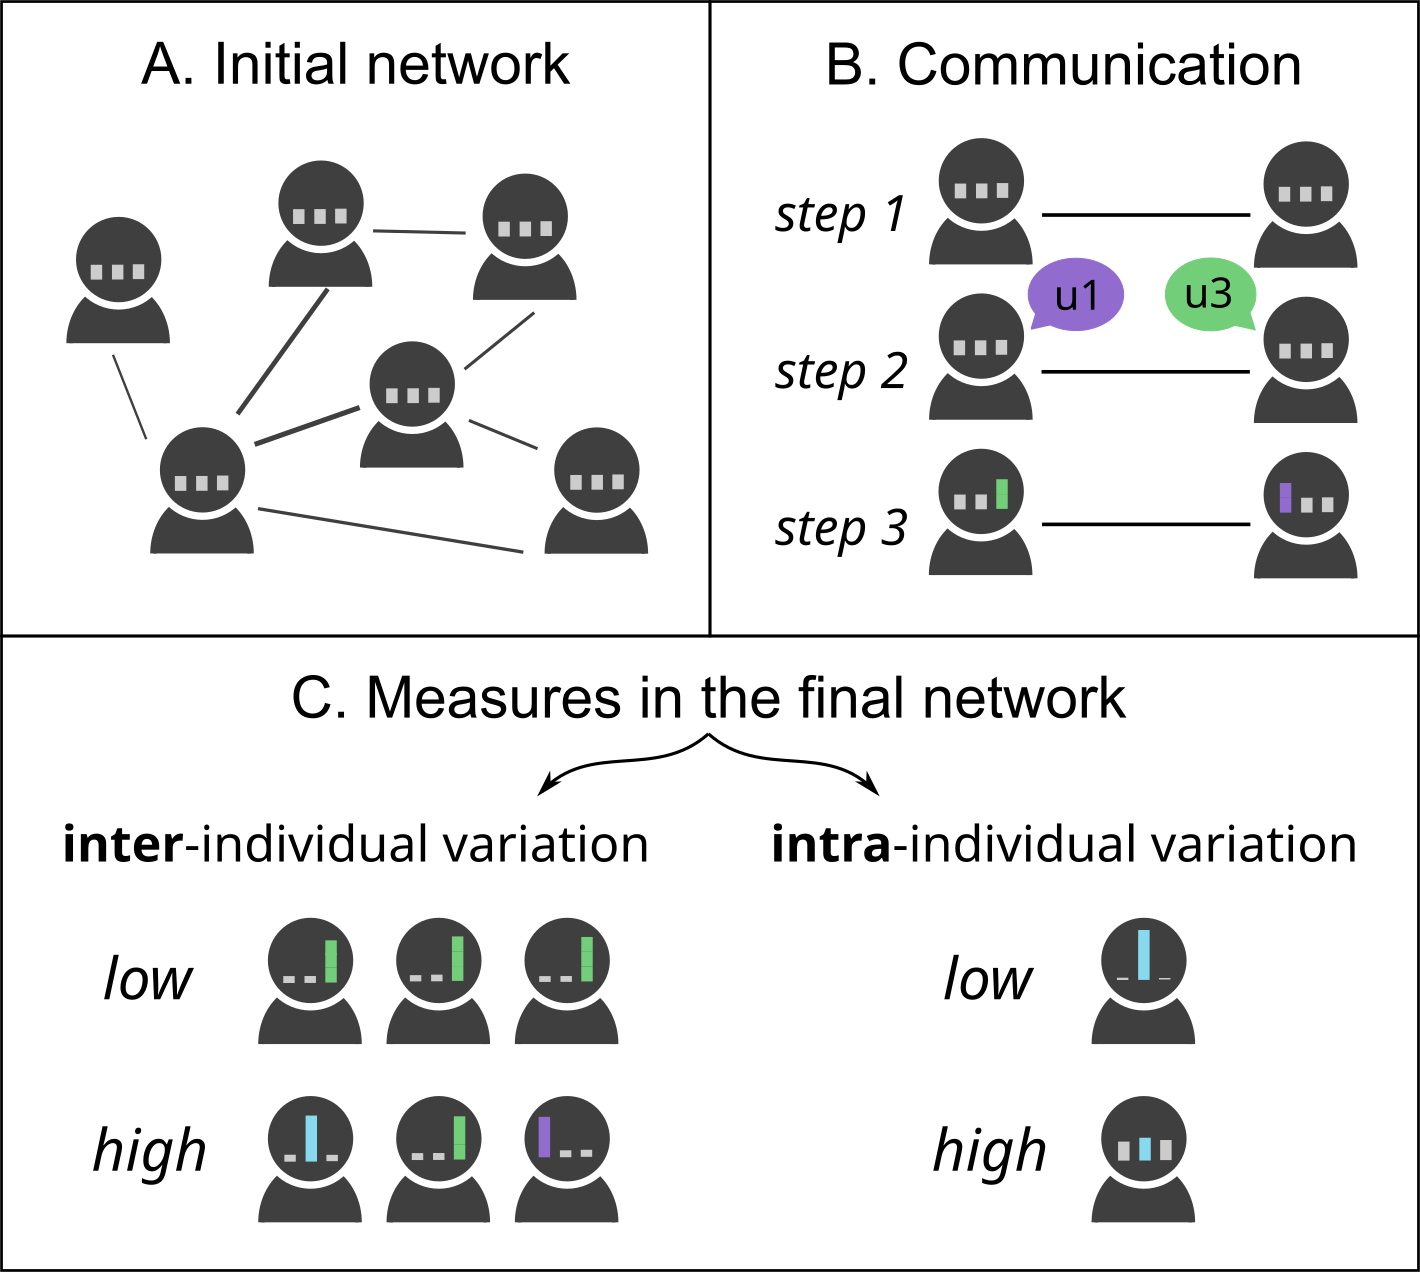 A. Initial network
B. Communication
step 1
u1
u3
step 2
step 3
C. Measures in the final network
inter-individual variation
intra-individual variation
low
low
high
high